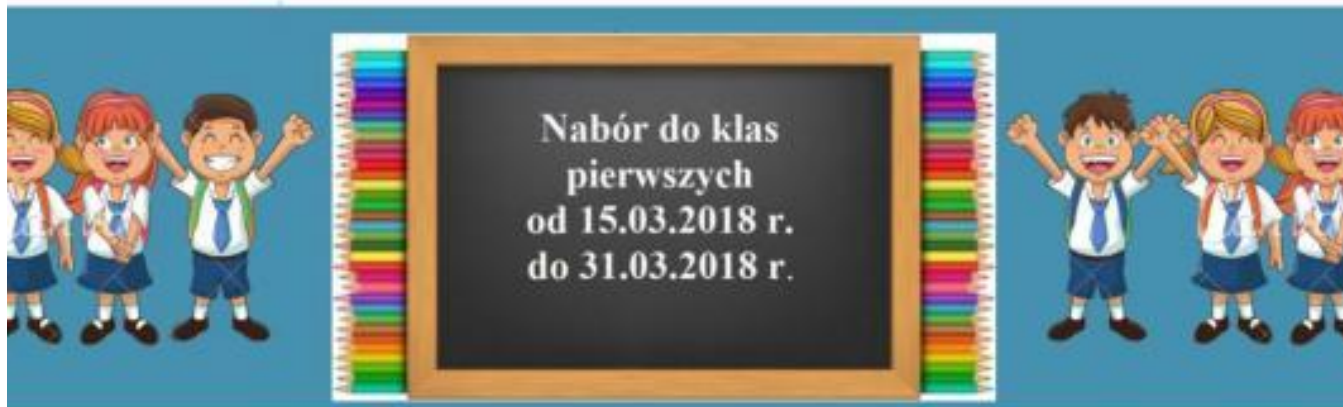 Nabór do klas
pierwszych
od 15.03.2018 r.
do 31.03.2018 r.